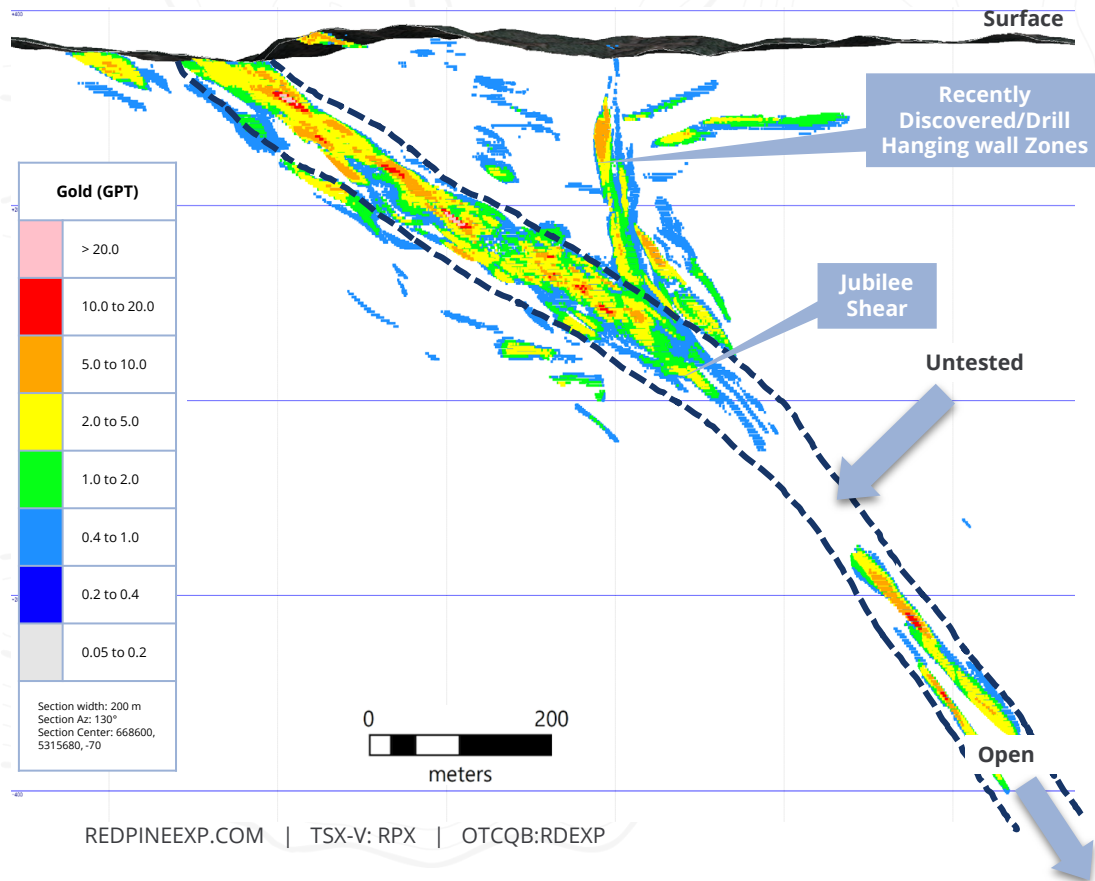 Surface
Recently
Discovered/Drill
Hanging wall Zones
Gold (GPT)
> 20.0
10.0 to 20.0
5.0 to 10.0
2.0 to 5.0
1.0 to 2.0
0.4 to 1.0
0.2 to 0.4
0.05 to 0.2
Section width: 200 m
Section Az: 130°
Section Center: 668600,
5315680, -70
Jubilee
Shear
Untested
Open
0 200
meters
REDPINEEXP.COM | TSX-V: RPX | OTCQB:RDEXP